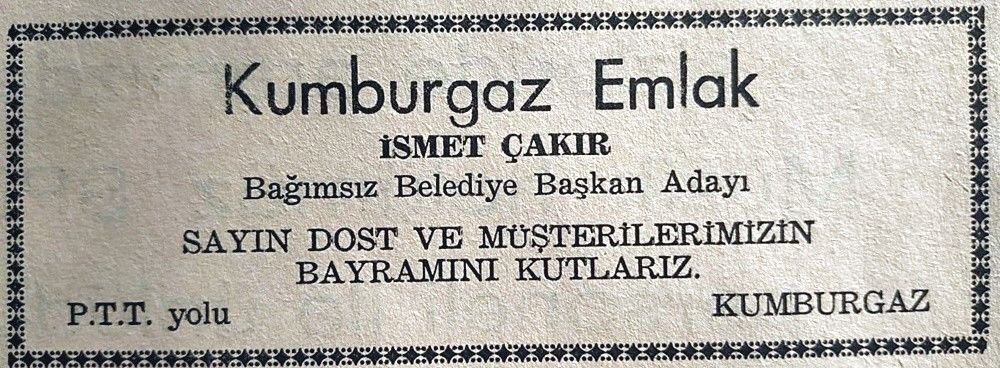 Kumburgaz Emlak
İSMET ÇAKIR
Bağımsız Belediye Başkan Adayı
SAYIN DOST VE MÜŞTERİLERİMİZİN
BAYRAMINI KUTLARIZ.
P.T.T. yolu KUMBURGAZ